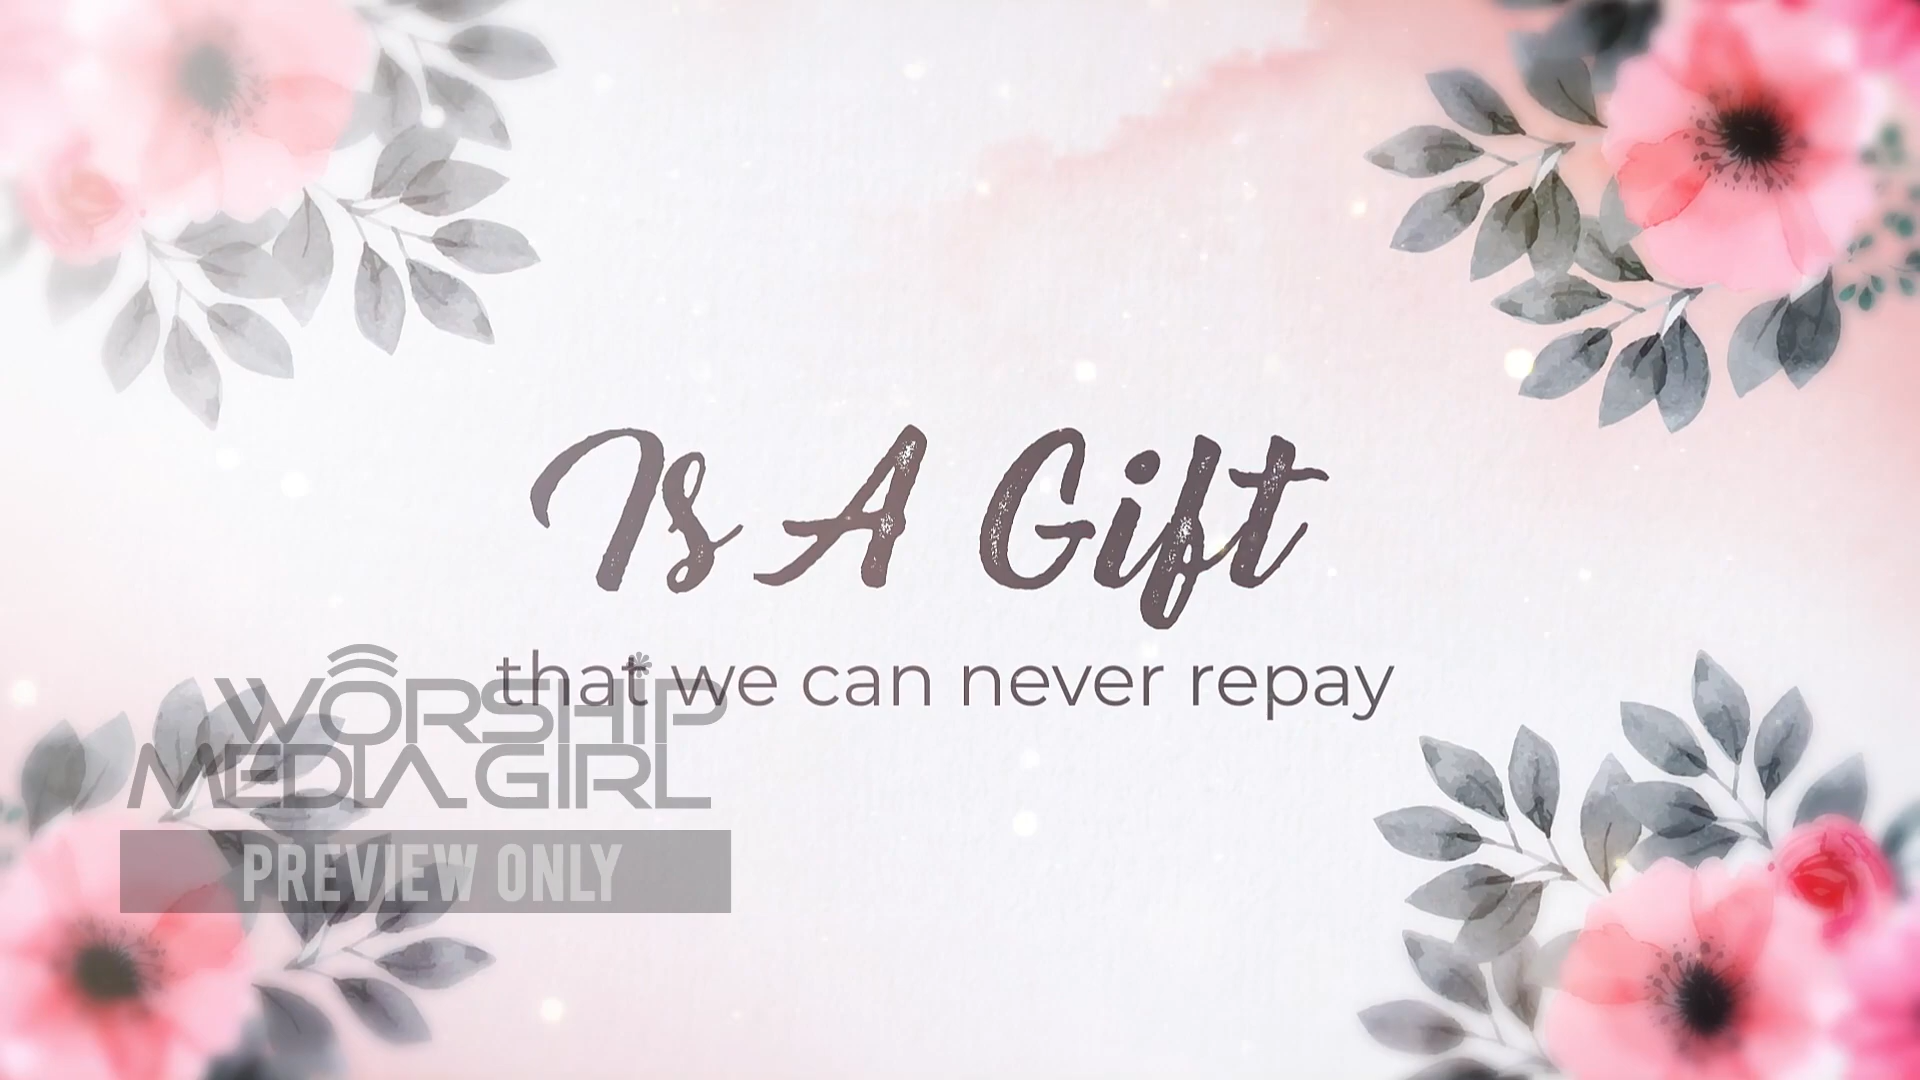 Is A Gift
that we can never repay
WORSHIP
MEDIA GIRL
PREVIEW ONLY